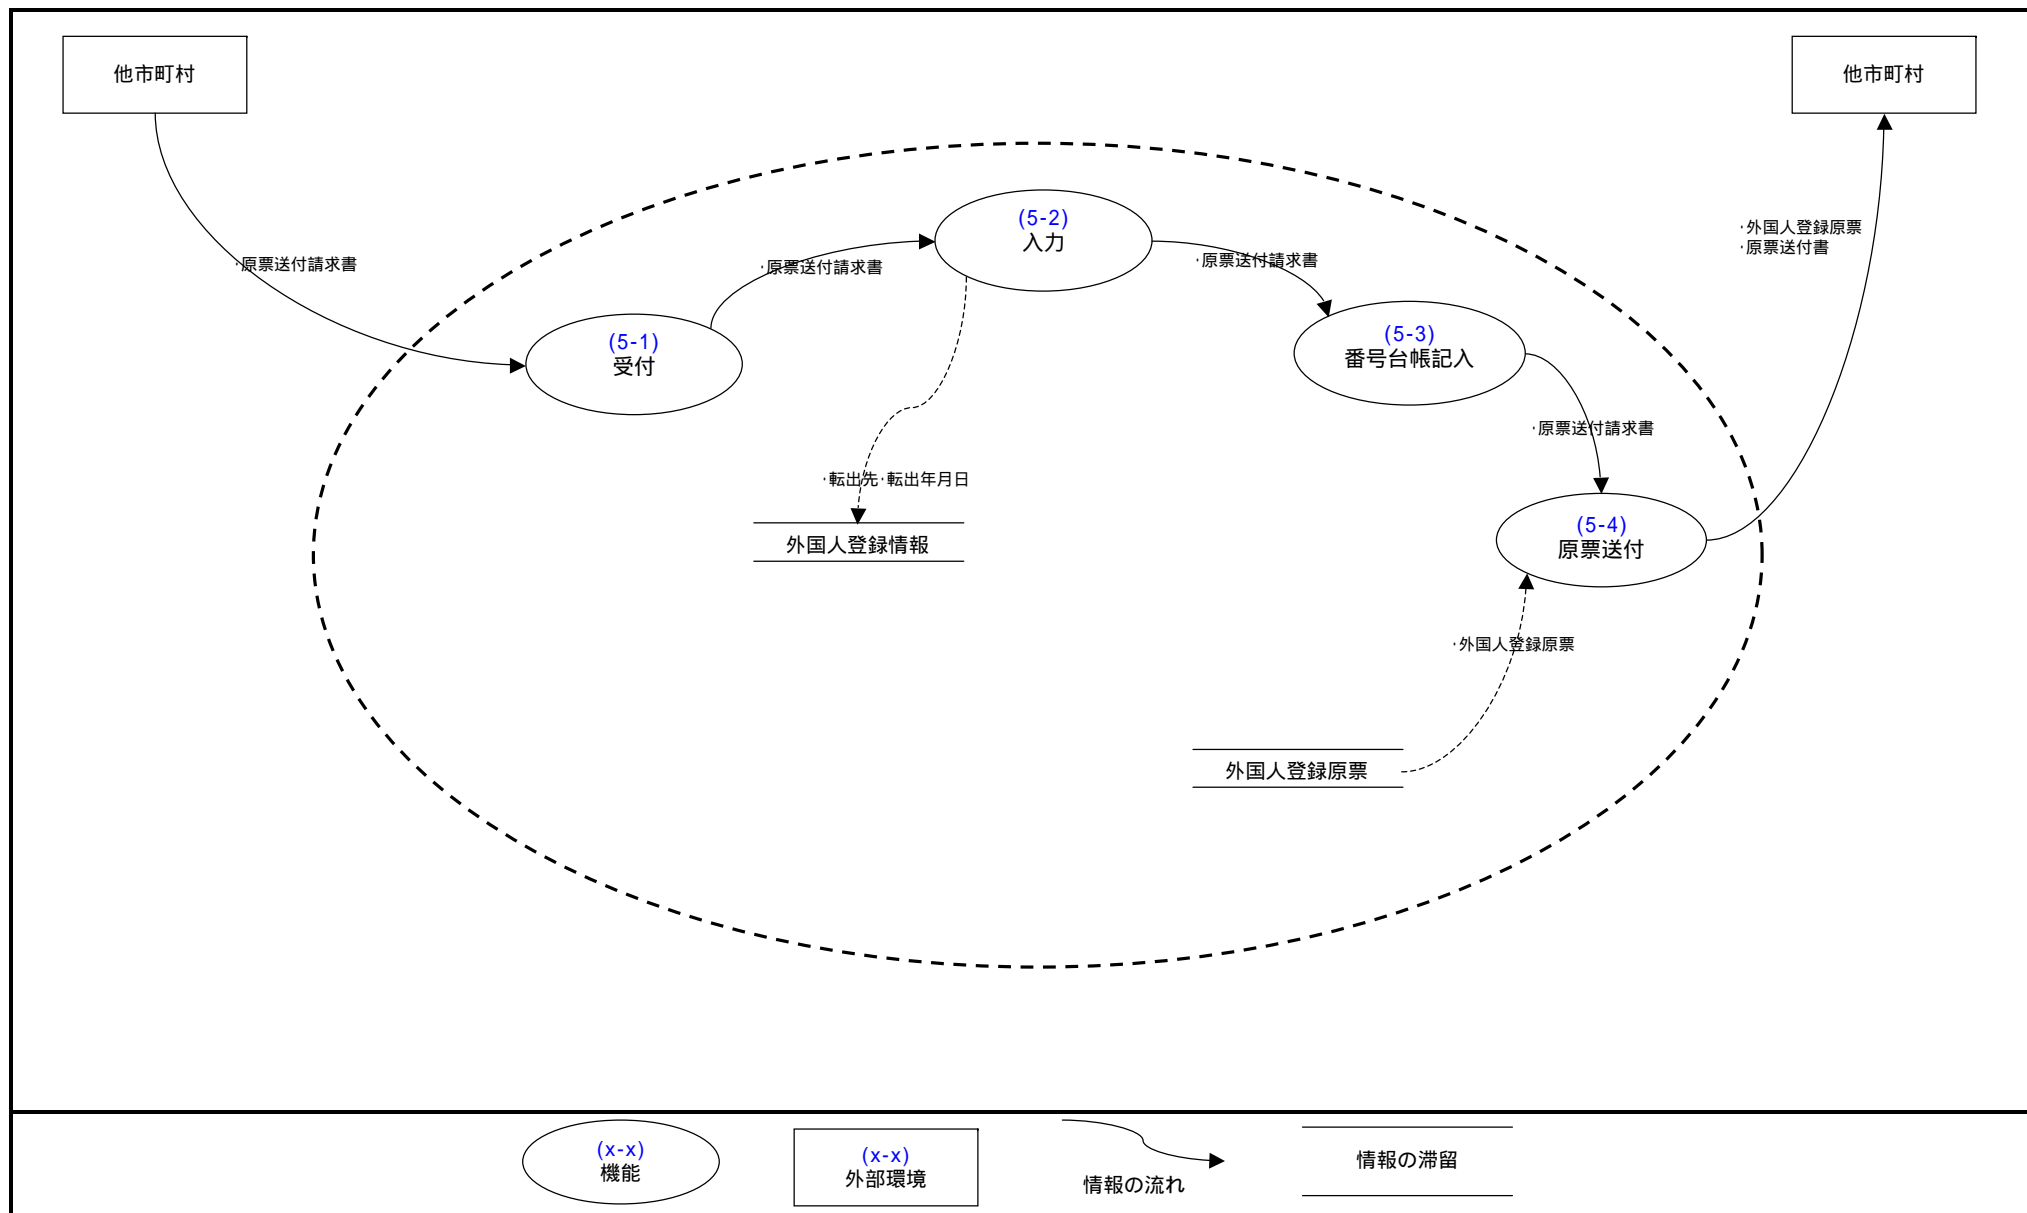 他市町村
他市町村
・外国人登録原票
・原票送付書
(5-2)
入力
・原票送付請求書
・原票送付請求書
・原票送付請求書
(5-1)
受付
(5-3)
番号台帳記入
・原票送付請求書
・転出先・転出年月日
外国人登録情報
(5-4)
原票送付
・外国人登録原票
外国人登録原票
(x-x)
機能
(x-x)
外部環境
情報の流れ
情報の滞留